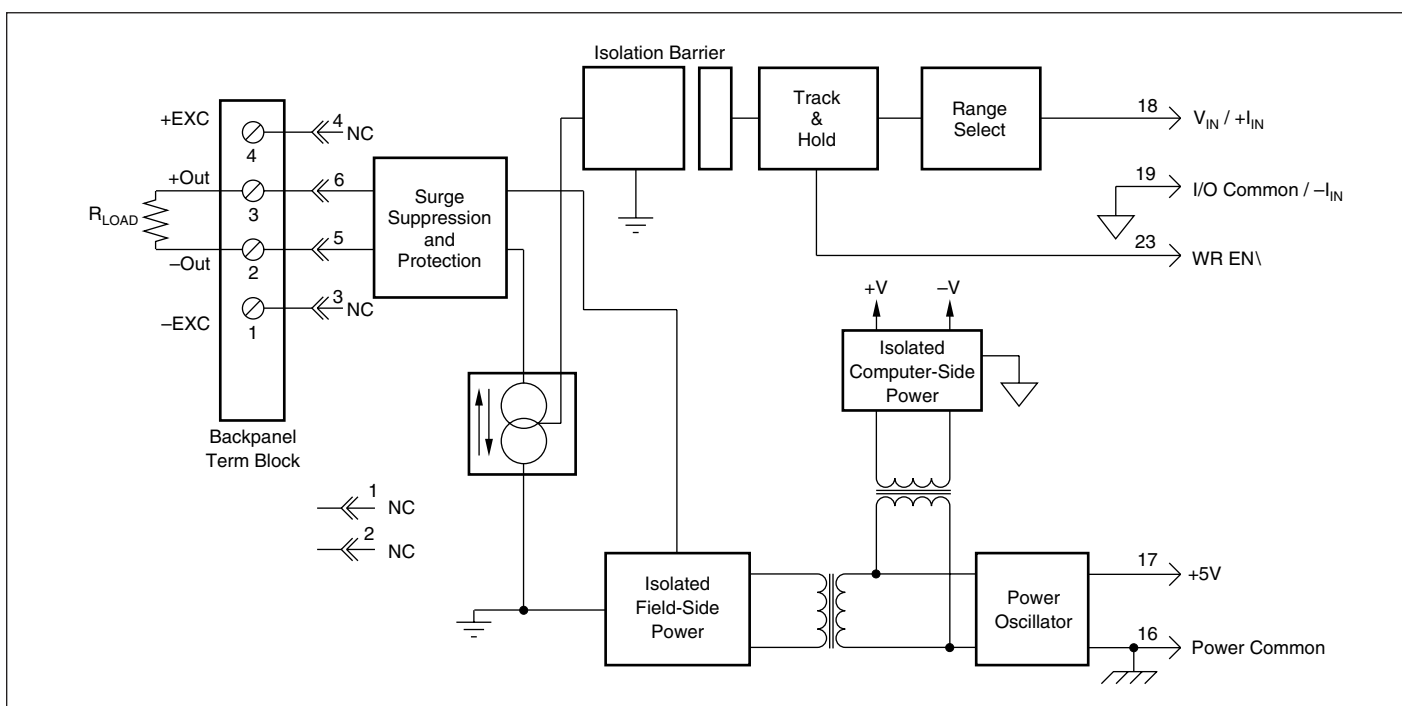 Isolation Barrier
Track
&
Hold
Range
Select
18
V_IN / +I_IN
19
I/O Common / –I_IN
23
WR EN\
+EXC
4
4
NC
+Out
3
6
R_LOAD
–Out
2
5
–EXC
1
3
NC
Surge
Suppression
and
Protection
Backpanel
Term Block
1
NC
2
NC
+V
–V
Isolated
Computer-Side
Power
Isolated
Field-Side
Power
Power
Oscillator
17
+5V
16
Power Common